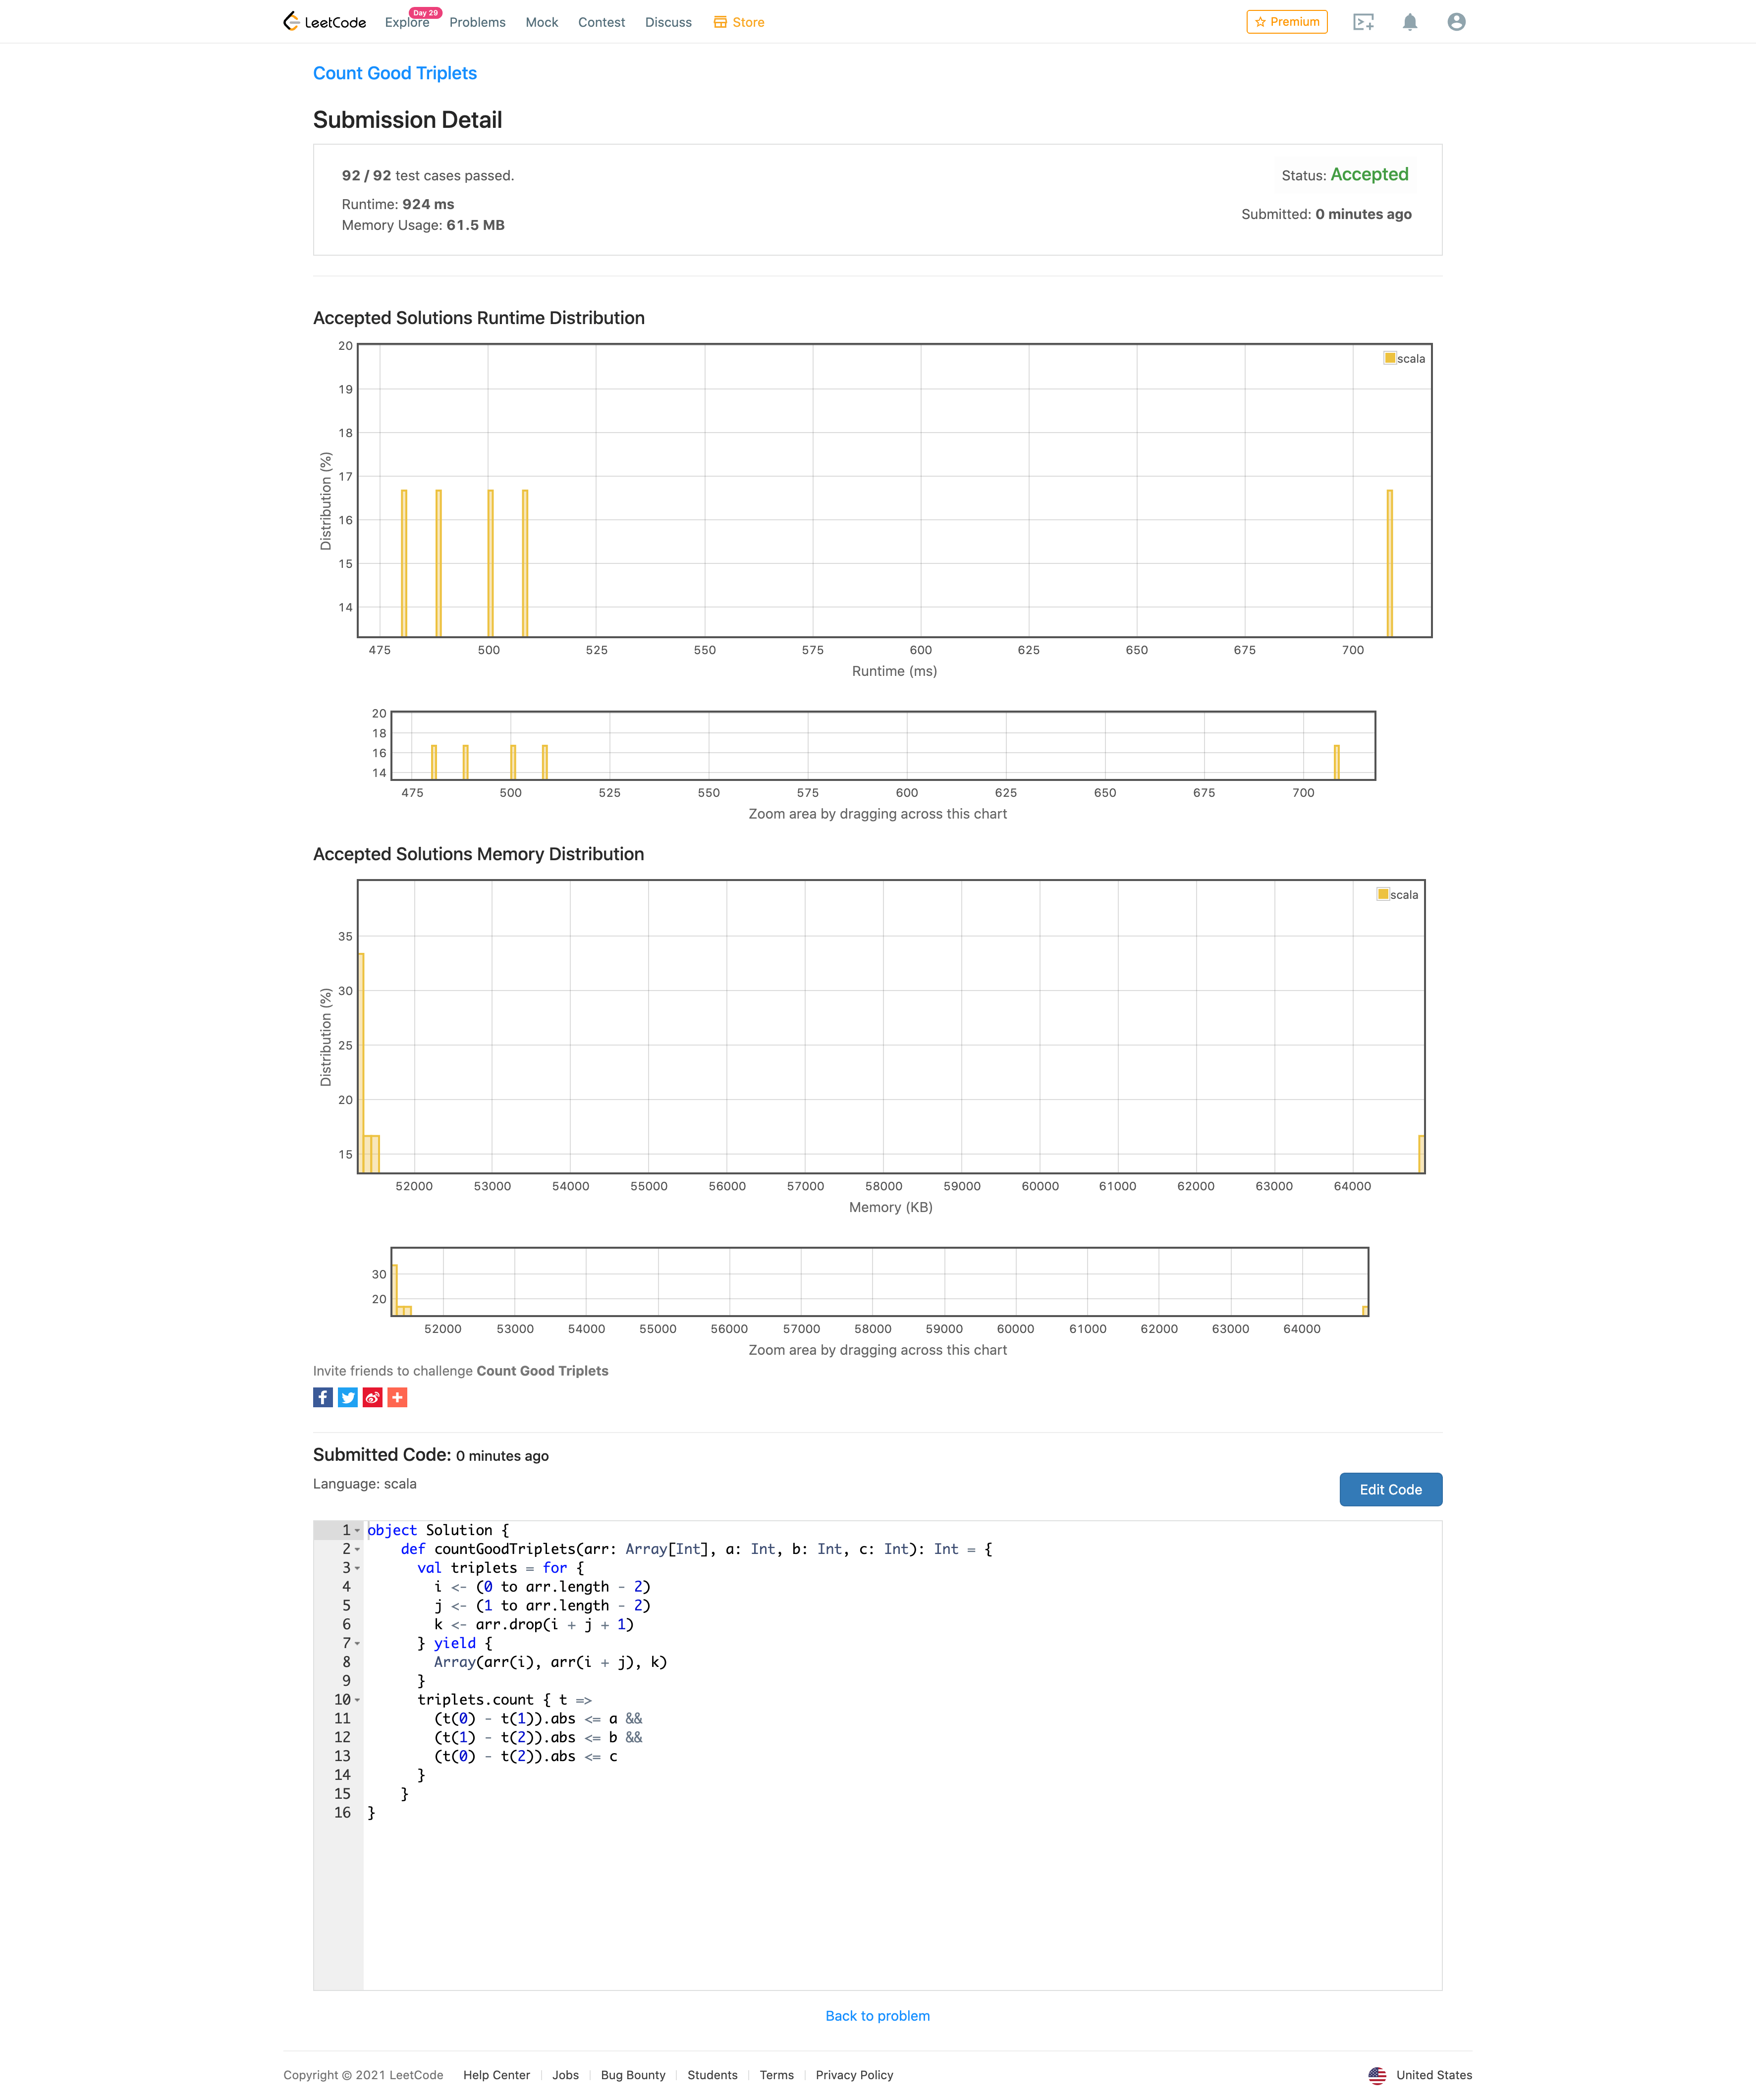 LeetCode Explore Day 29 Problems Mock Contest Discuss Store Premium
Count Good Triplets
Submission Detail
92 / 92 test cases passed.
Status: Accepted
Runtime: 924 ms
Submitted: 0 minutes ago
Memory Usage: 61.5 MB
Accepted Solutions Runtime Distribution
20
scala
19
18
17
16
15
14
Distribution (%)
475 500 525 550 575 600 625 650 675 700
Runtime (ms)
20
18
16
14
475 500 525 550 575 600 625 650 675 700
Zoom area by dragging across this chart
Accepted Solutions Memory Distribution
scala
35
30
25
20
15
Distribution (%)
52000 53000 54000 55000 56000 57000 58000 59000 60000 61000 62000 63000 64000
Memory (KB)
30
20
52000 53000 54000 55000 56000 57000 58000 59000 60000 61000 62000 63000 64000
Zoom area by dragging across this chart
Invite friends to challenge Count Good Triplets
Submitted Code: 0 minutes ago
Language: scala
Edit Code
1 object Solution {
2     def countGoodTriplets(arr: Array[Int], a: Int, b: Int, c: Int): Int = {
3       val triplets = for {
4         i <- (0 to arr.length - 2)
5         j <- (1 to arr.length - 2)
6         k <- arr.drop(i + j + 1)
7       } yield {
8         Array(arr(i), arr(i + j), k)
9       }
10       triplets.count { t =>
11         (t(0) - t(1)).abs <= a &&
12         (t(1) - t(2)).abs <= b &&
13         (t(0) - t(2)).abs <= c
14       }
15     }
16 }
Back to problem
Copyright © 2021 LeetCode Help Center Jobs Bug Bounty Students Terms Privacy Policy United States